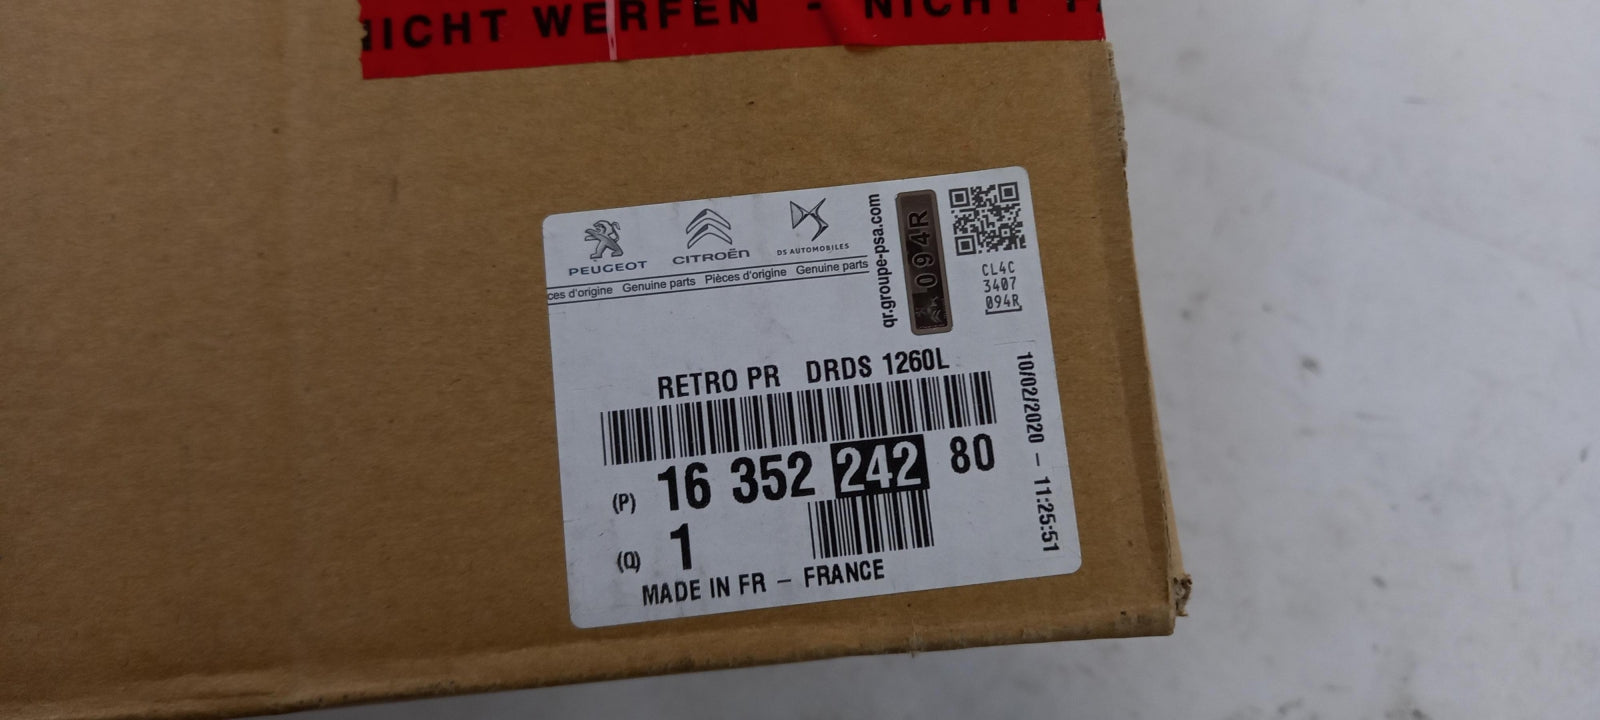 NICHT WERFEN - NICHT
PEUGEOT
CITROËN
DS AUTOMOBILES
ces d'origine Genuine parts Pièces d'origine Genuine parts
qr.groupe-psa.com
094R
CL4C
3407
094R
RETRO PR DRDS 1260L
(P) 16 352 242 80
(Q) 1
MADE IN FR – FRANCE
10/02/2020 – 11:25:51